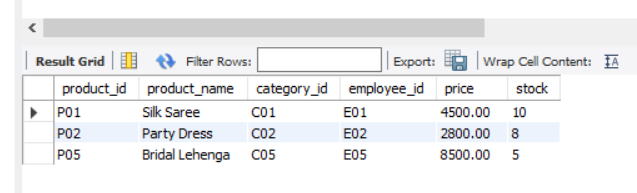 Result Grid Filter Rows: Export: Wrap Cell Content: IA
product_id product_name category_id employee_id price stock
P01 Silk Saree C01 E01 4500.00 10
P02 Party Dress C02 E02 2800.00 8
P05 Bridal Lehenga C05 E05 8500.00 5